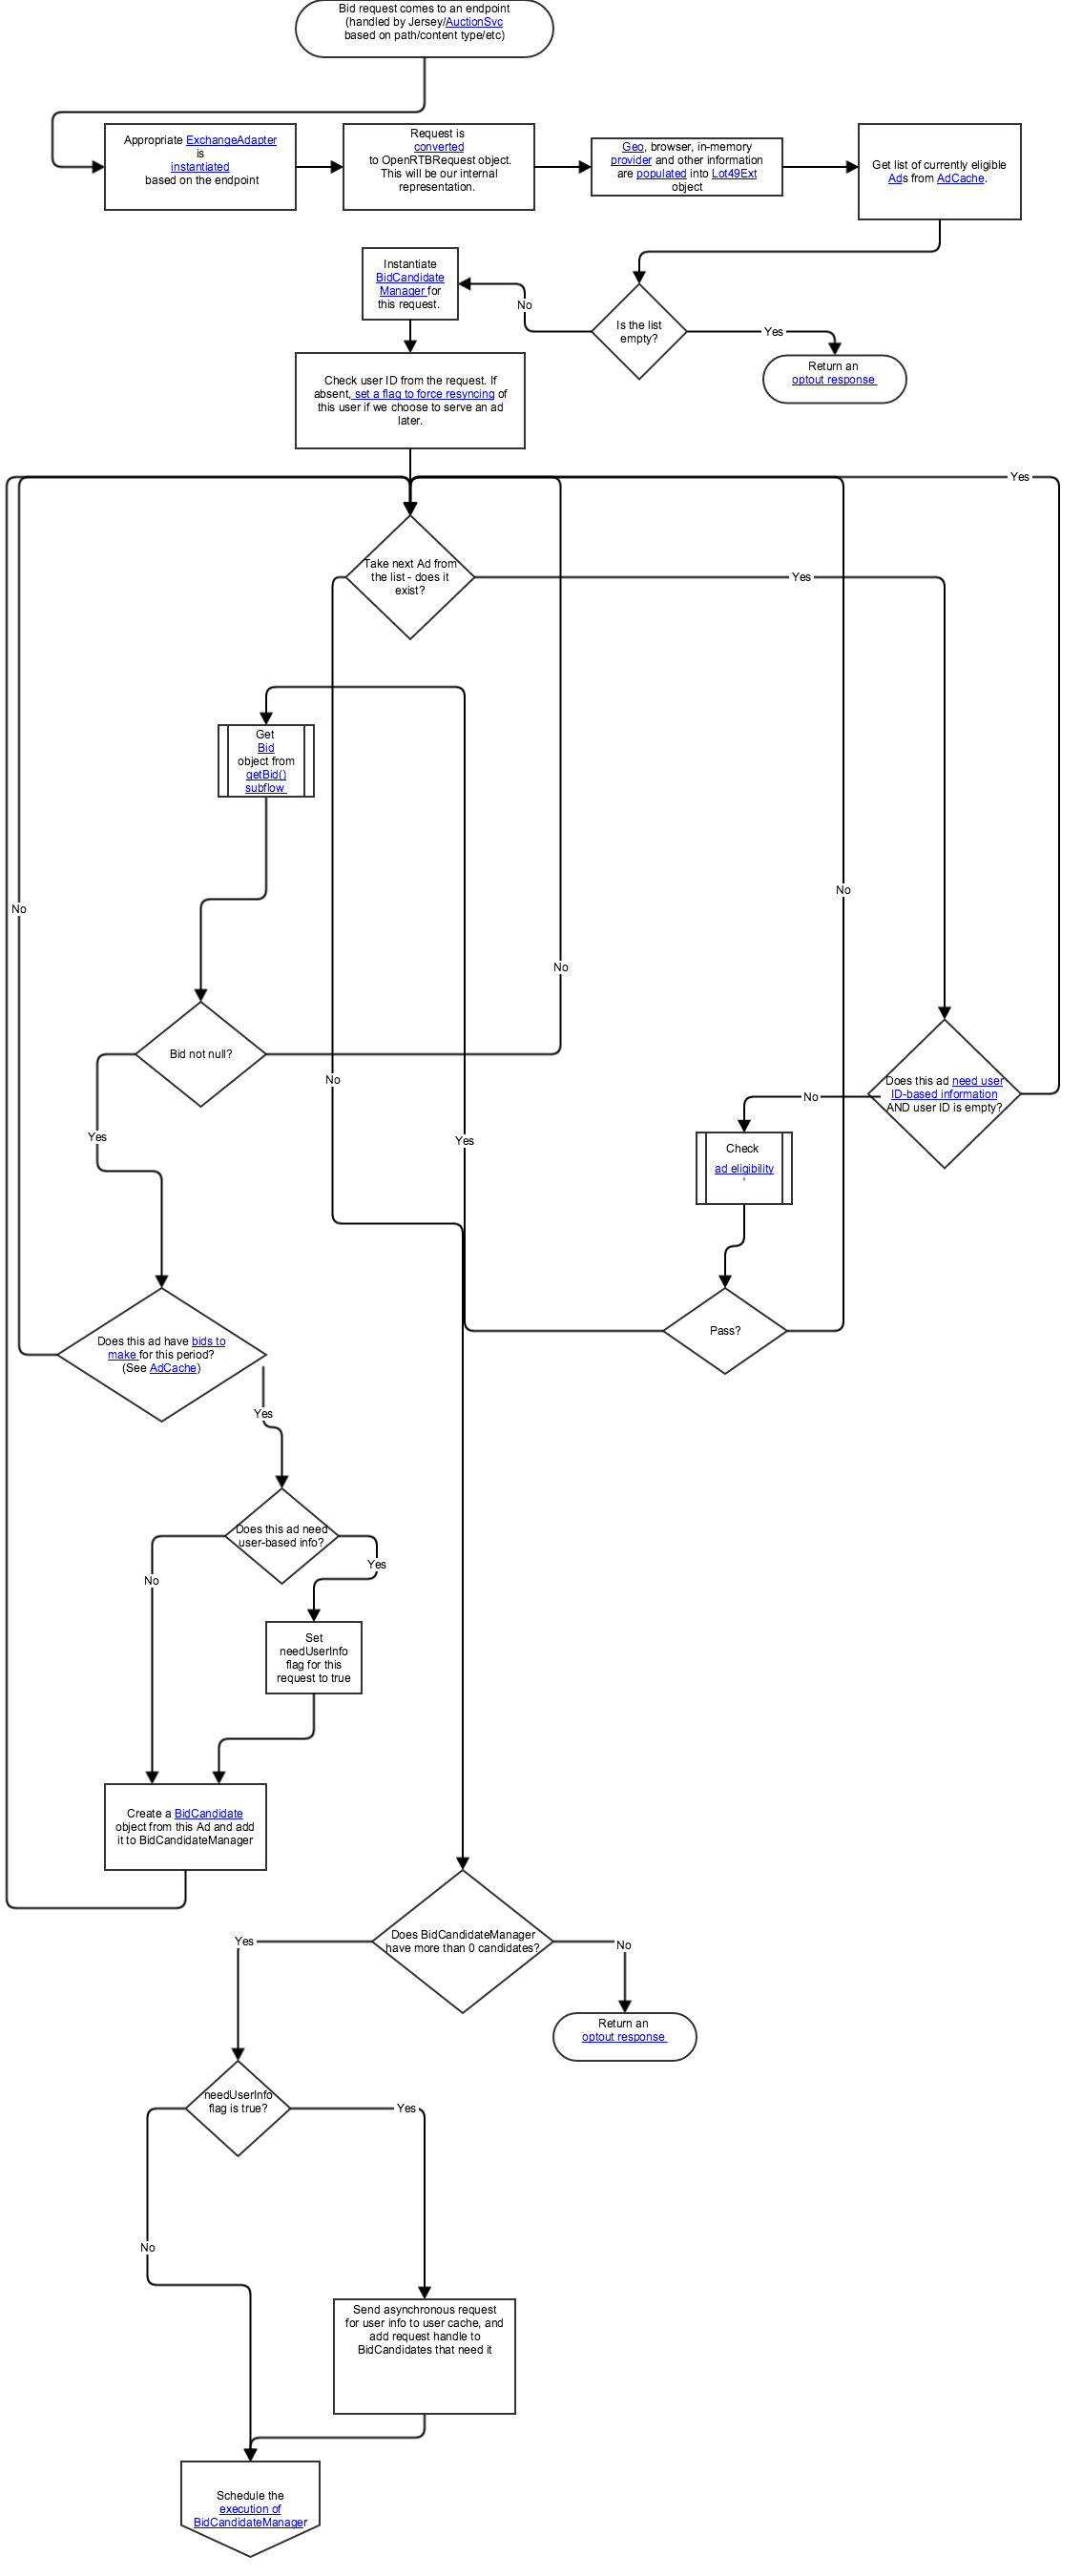 Bid request comes to an endpoint
(handled by Jersey/AuctionSvc
based on path/content type/etc)
Appropriate ExchangeAdapter
is
instantiated
based on the endpoint
Request is
converted
to OpenRTBRequest object.
This will be our internal
representation.
Geo, browser, in-memory
provider and other information
are populated into Lot49Ext
object
Get list of currently eligible
Ads from AdCache.
Instantiate
BidCandidate
Manager for
this request.
No
Is the list
empty?
Yes
Return an
optout response
Check user ID from the request. If
absent, set a flag to force resyncing of
this user if we choose to serve an ad
later.
Yes
Take next Ad from
the list - does it
exist?
Yes
Get
Bid
object from
getBid()
subflow
No
No
No
Bid not null?
No
Does this ad need user
ID-based information
AND user ID is empty?
No
Yes
Yes
Check
ad eligibility
,
Pass?
Does this ad have bids to
make for this period?
(See AdCache)
Yes
Does this ad need
user-based info?
Yes
No
Set
needUserInfo
flag for this
request to true
Create a BidCandidate
object from this Ad and add
it to BidCandidateManager
Does BidCandidateManager
have more than 0 candidates?
Yes
No
Return an
optout response
needUserInfo
flag is true?
Yes
No
Send asynchronous request
for user info to user cache, and
add request handle to
BidCandidates that need it
Schedule the
execution of
BidCandidateManager